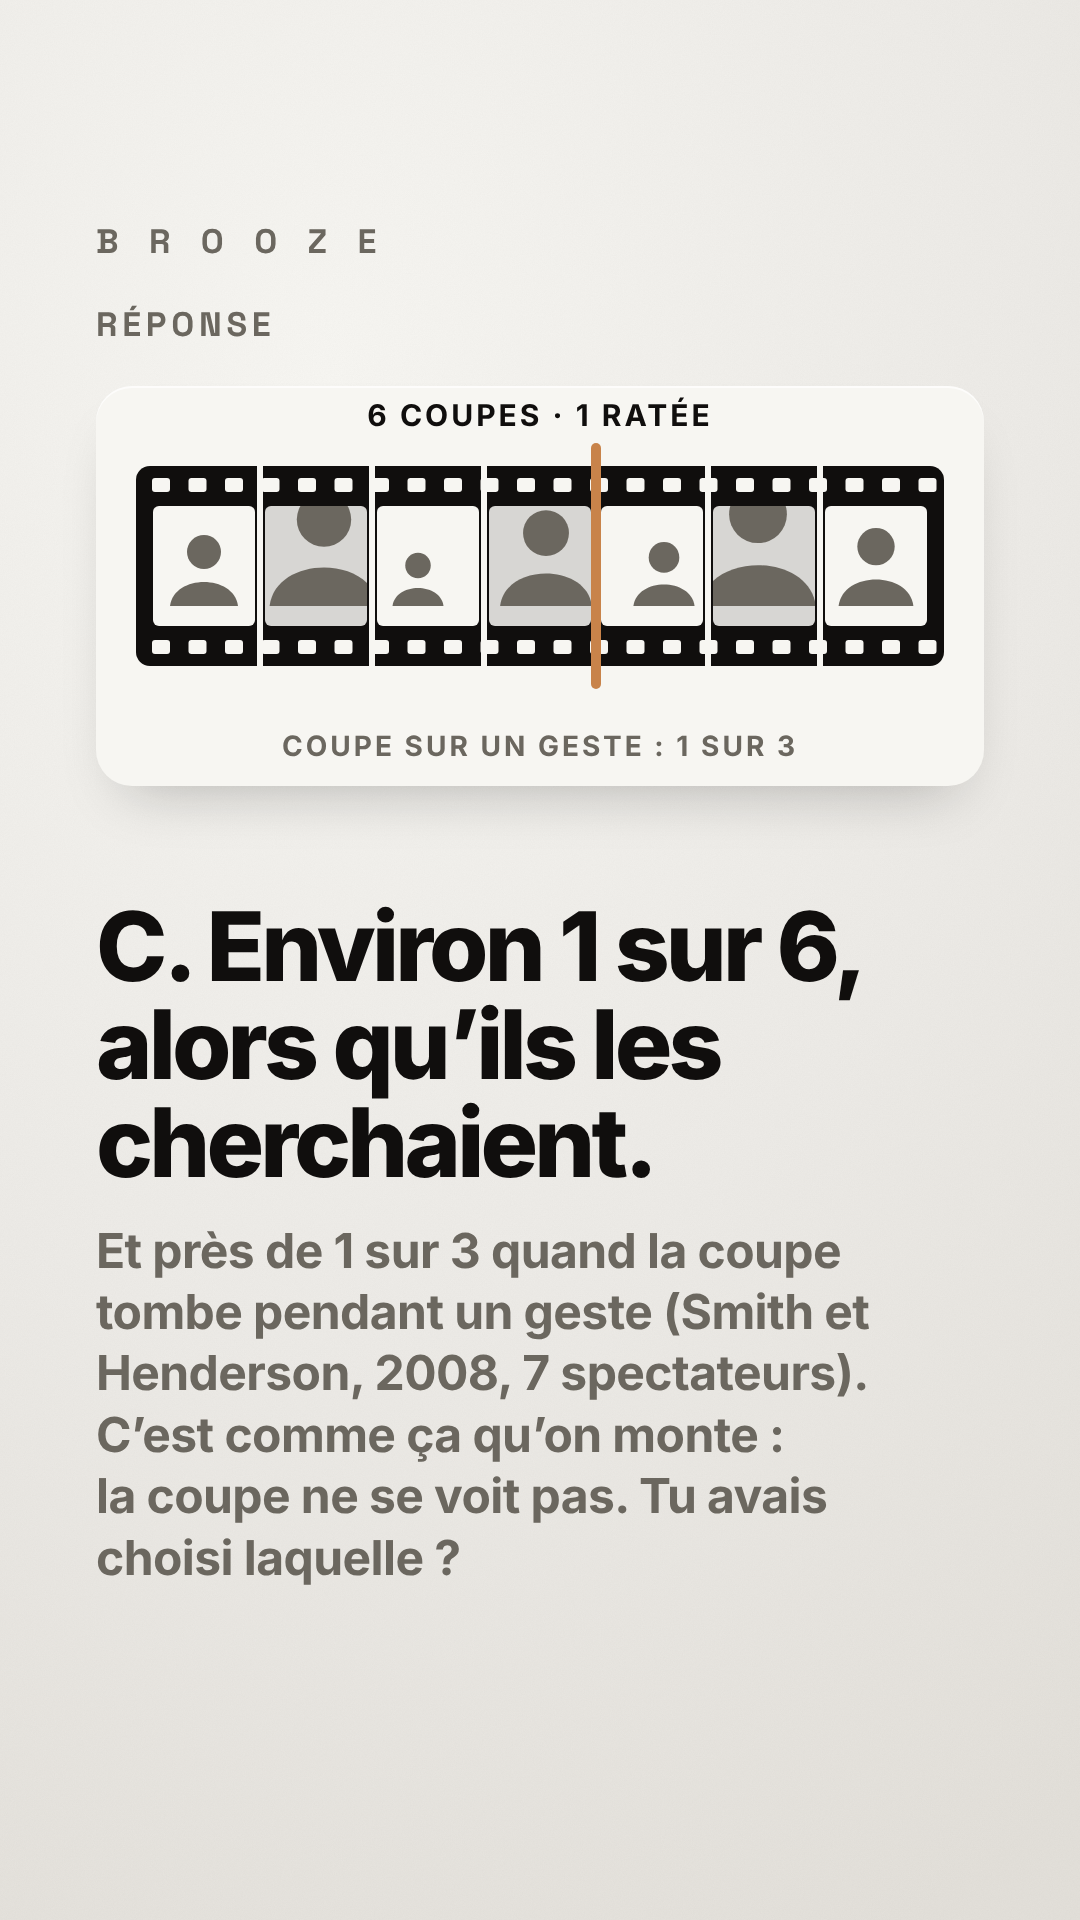 BROOZE
RÉPONSE
6 COUPES · 1 RATÉE
COUPE SUR UN GESTE : 1 SUR 3
C. Environ 1 sur 6,
alors qu’ils les
cherchaient.
Et près de 1 sur 3 quand la coupe
tombe pendant un geste (Smith et
Henderson, 2008, 7 spectateurs).
C’est comme ça qu’on monte :
la coupe ne se voit pas. Tu avais
choisi laquelle ?